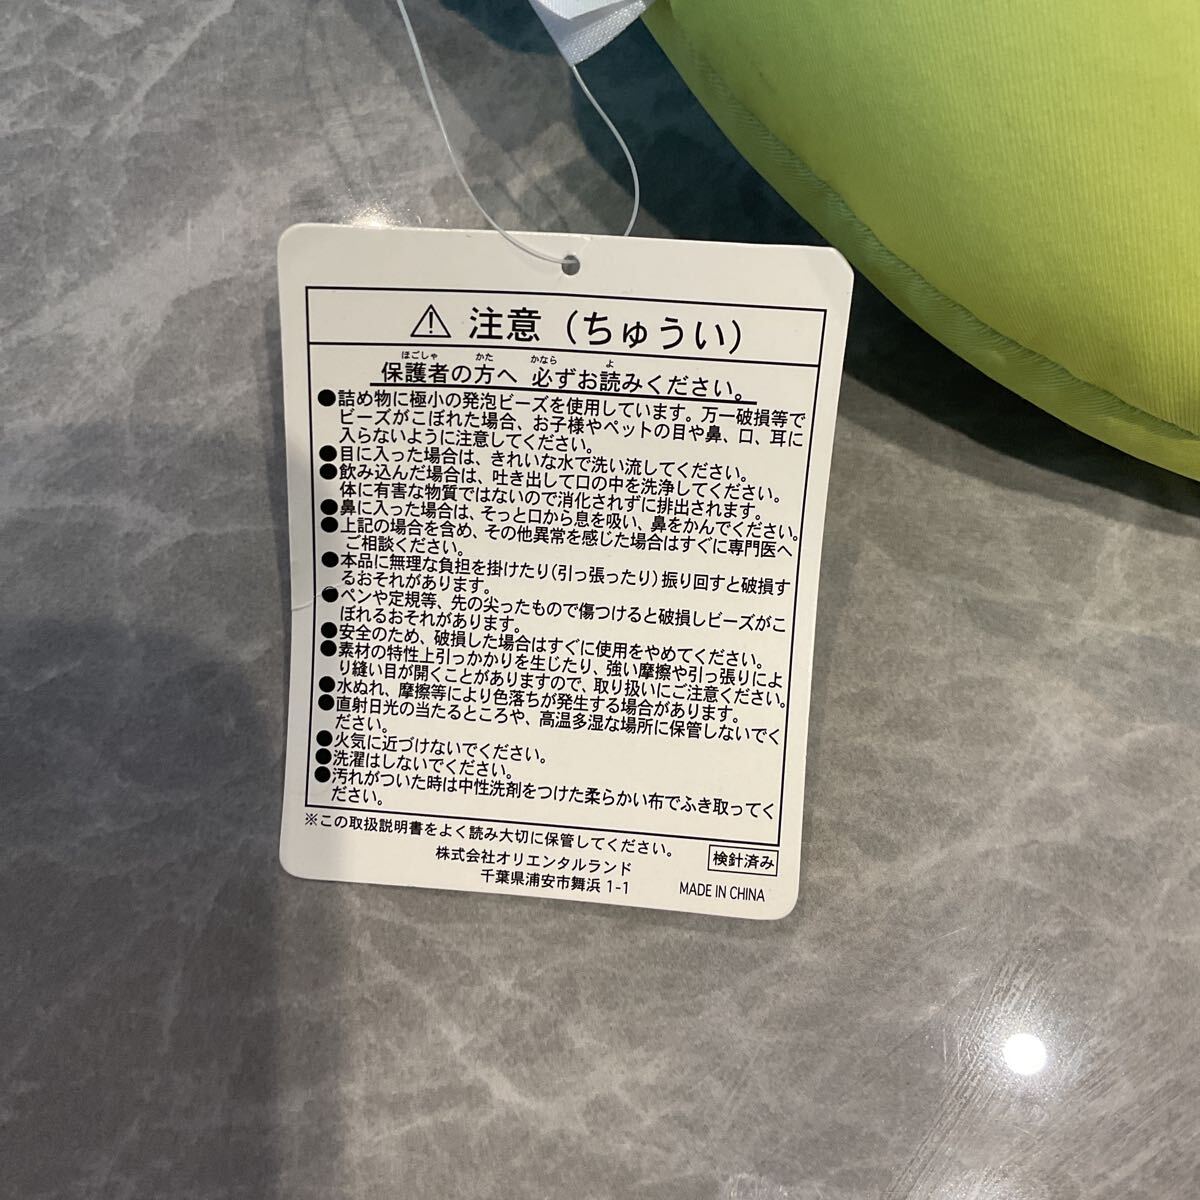 ⚠ 注意（ちゅうい）
ほごしゃ かた かなら よ
保護者の方へ 必ずお読みください。
●詰め物に極小の発泡ビーズを使用しています。万一破損等で
ビーズがこぼれた場合、お子様やペットの目や鼻、口、耳に
入らないように注意してください。
●目に入った場合は、きれいな水で洗い流してください。
●飲み込んだ場合は、吐き出して口の中を洗浄してください。
体に有害な物質ではないので消化されずに排出されます。
●鼻に入った場合は、そっと口から息を吸い、鼻をかんでください。
●上記の場合を含め、その他異常を感じた場合はすぐに専門医へ
ご相談ください。
●本品に無理な負担を掛けたり(引っ張ったり)振り回すと破損す
るおそれがあります。
●ペンや定規等、先の尖ったもので傷つけると破損しビーズがこ
ぼれるおそれがあります。
●安全のため、破損した場合はすぐに使用をやめてください。
●素材の特性上引っかかりを生じたり、強い摩擦や引っ張りによ
り縫い目が開くことがありますので、取り扱いにご注意ください。
●水ぬれ、摩擦等により色落ちが発生する場合があります。
●直射日光の当たるところや、高温多湿な場所に保管しないでく
ださい。
●火気に近づけないでください。
●洗濯はしないでください。
●汚れがついた時は中性洗剤をつけた柔らかい布でふき取ってく
ださい。
※この取扱説明書をよく読み大切に保管してください。
株式会社オリエンタルランド
検針済み
千葉県浦安市舞浜 1-1
MADE IN CHINA